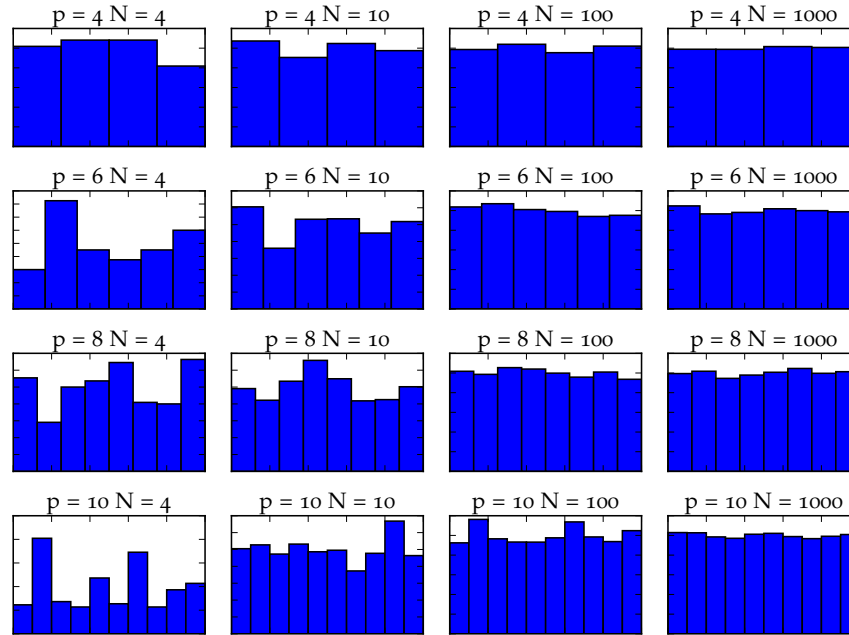 p = 4 N = 4
p = 4 N = 10
p = 4 N = 100
p = 4 N = 1000
p = 6 N = 4
p = 6 N = 10
p = 6 N = 100
p = 6 N = 1000
p = 8 N = 4
p = 8 N = 10
p = 8 N = 100
p = 8 N = 1000
p = 10 N = 4
p = 10 N = 10
p = 10 N = 100
p = 10 N = 1000